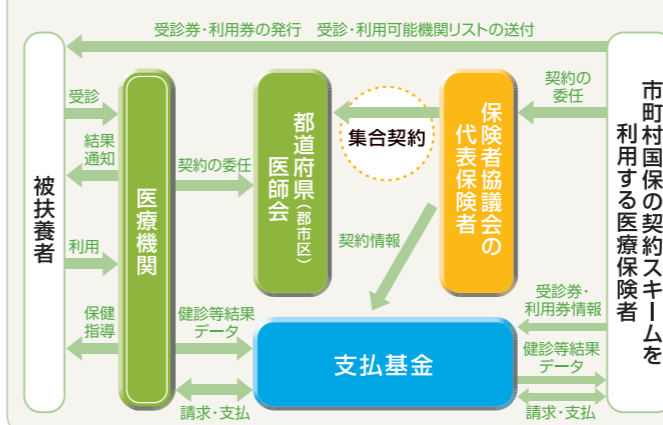 受診券・利用券の発行　受診・利用可能機関リストの送付
被扶養者
受診
結果
通知
利用
保健
指導
医療機関
契約の委任
健診等結果
データ
請求・支払
都道府県（郡市区）
医師会
集合契約
契約情報
保険者協議会の
代表保険者
支払基金
契約の
委任
受診券・
利用券情報
健診等結果
データ
請求・支払
市町村国保の契約スキームを
利用する医療保険者